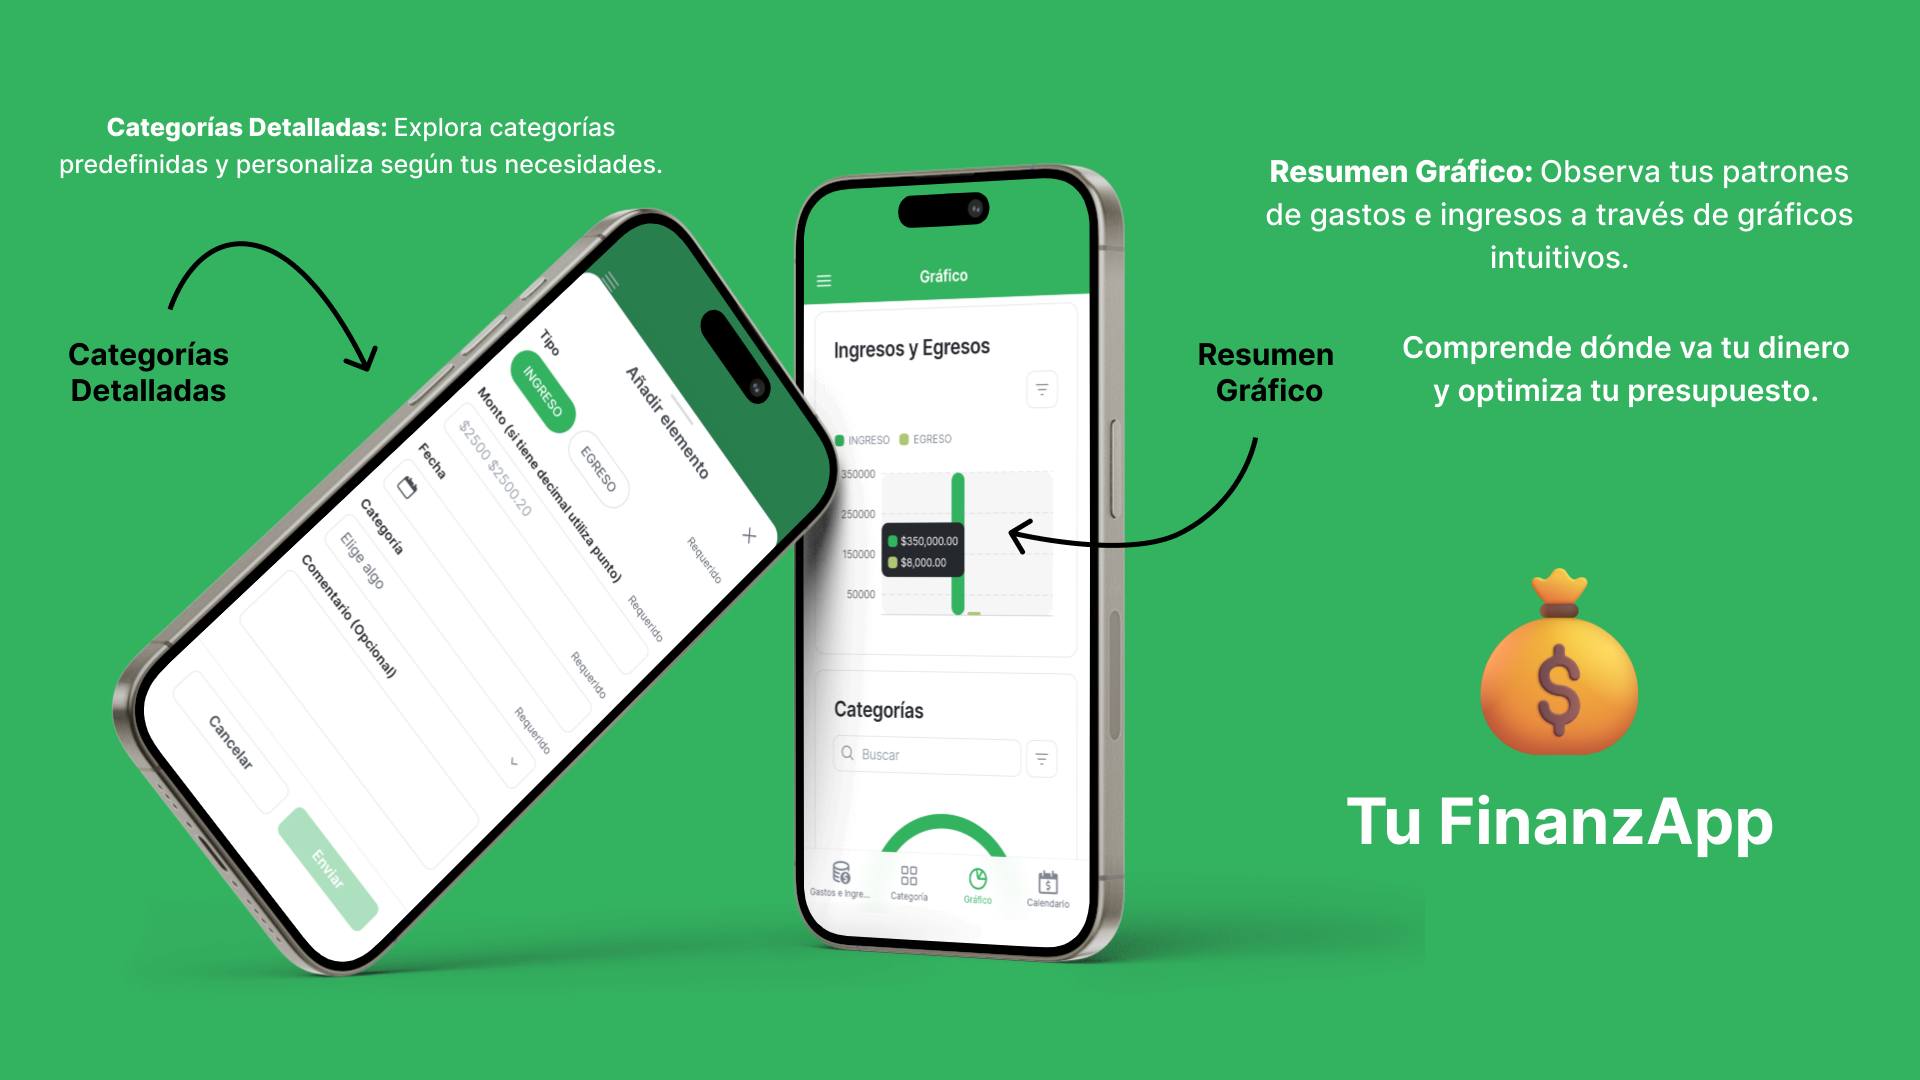 Categorías Detalladas: Explora categorías
predefinidas y personaliza según tus necesidades.
Categorías
Detalladas
Añadir elemento
Tipo
Requerido
INGRESO
EGRESO
Monto (si tiene decimal utiliza punto)
Requerido
$2500 $2500.20
Fecha
Requerido
Categoría
Requerido
Elige algo
Comentario (Opcional)
Cancelar
Enviar
Gráfico
Ingresos y Egresos
INGRESO
EGRESO
350000
250000
150000
50000
$350,000.00
$8,000.00
Categorías
Buscar
Gastos e Ingre...
Categoría
Gráfico
Calendario
Resumen Gráfico: Observa tus patrones
de gastos e ingresos a través de gráficos
intuitivos.
Comprende dónde va tu dinero
y optimiza tu presupuesto.
Resumen
Gráfico
$
Tu FinanzApp